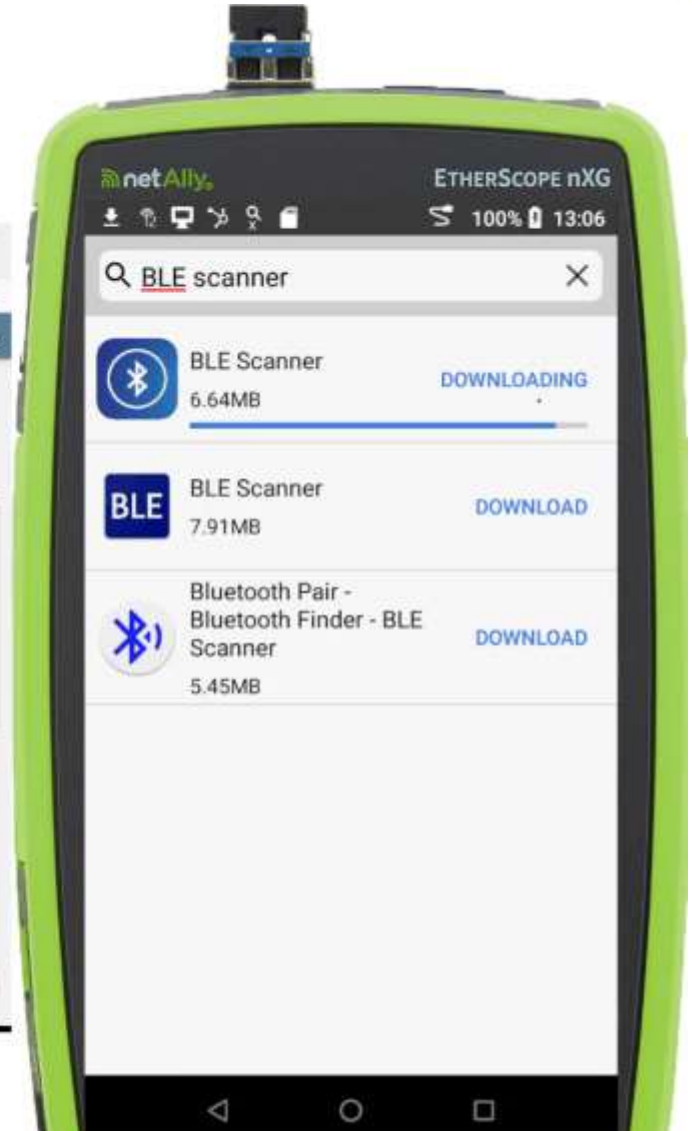 netAlly®
ETHERSCOPE nXG
100% 13:06
BLE scanner
BLE Scanner
6.64MB
DOWNLOADING
BLE
BLE Scanner
7.91MB
DOWNLOAD
Bluetooth Pair -
Bluetooth Finder - BLE
Scanner
5.45MB
DOWNLOAD